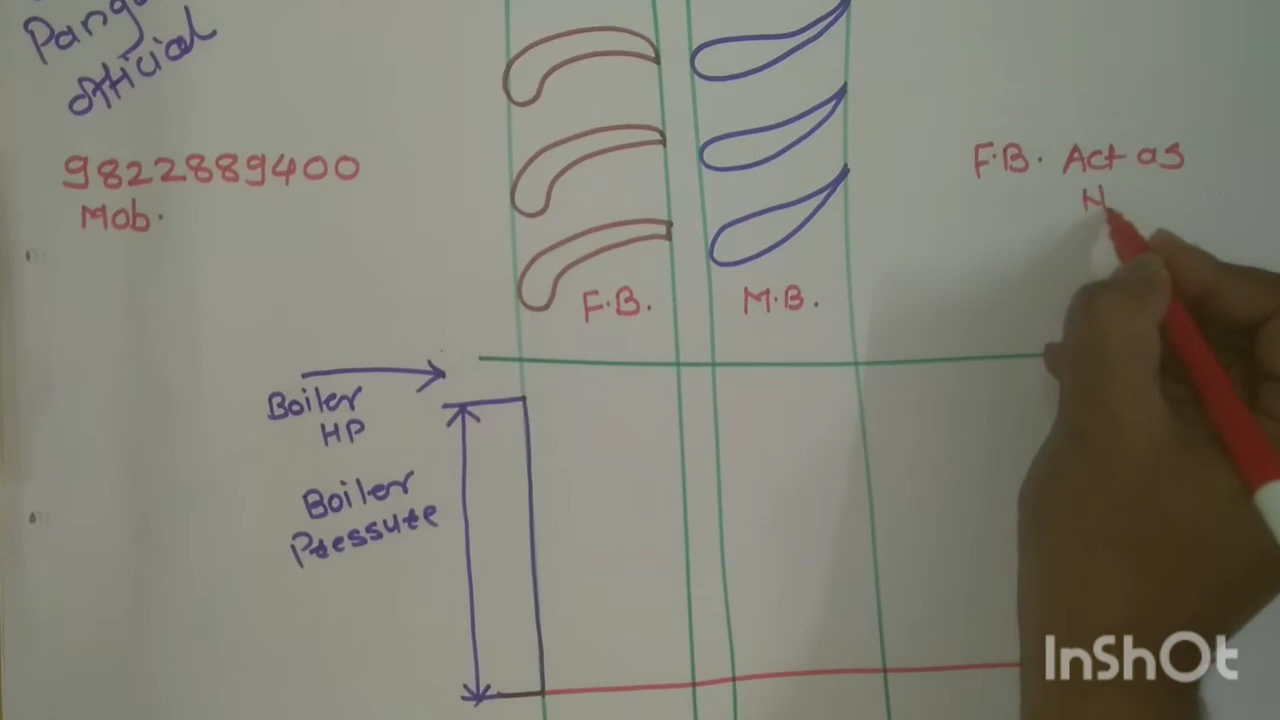 Official
9822889400
Mob.
F.B. Act as
N
F.B.
M.B.
Boiler
HP
Boiler
Pressure
InShOt